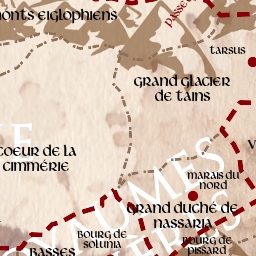 MONTS EIGLOPHIENS
PASSE
TARSUS
GRAND GLACIER
DE TAINS
COEUR DE LA
CIMMÉRIE
MARAIS DU
NORD
GRAND DUCHÉ DE
NASSARIA
BOURG DE
SOLUNIA
BOURG DE
PISSARD
BASSES